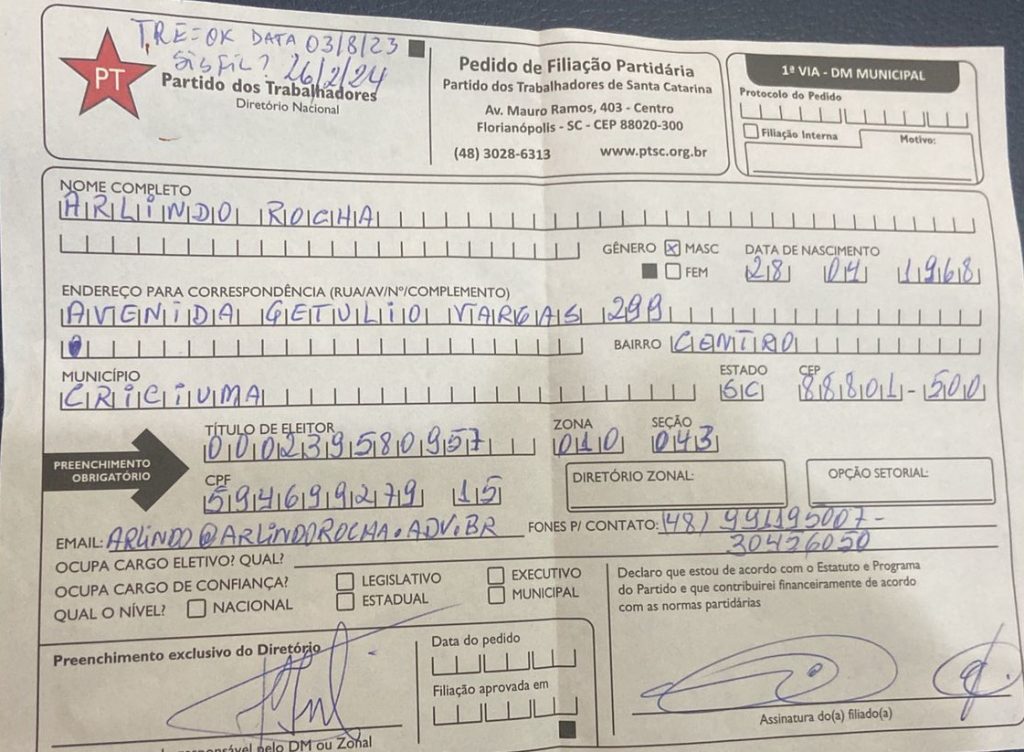 TRE=OK DATA 03/8/23
SisFiL? 26/2/24
PT
Partido dos Trabalhadores
Diretório Nacional
Pedido de Filiação Partidária
Partido dos Trabalhadores de Santa Catarina
Av. Mauro Ramos, 403 - Centro
Florianópolis - SC - CEP 88020-300
(48) 3028-6313 www.ptsc.org.br
1ª VIA - DM MUNICIPAL
Protocolo do Pedido
Filiação Interna Motivo:
NOME COMPLETO
ARLINDO ROCHA
GÊNERO X MASC DATA DE NASCIMENTO
FEM 28 04 1968
ENDEREÇO PARA CORRESPONDÊNCIA (RUA/AV/Nº/COMPLEMENTO)
AVENIDA GETULIO VARGAS 299
BAIRRO CENTRO
MUNICÍPIO ESTADO CEP
CRICIUMA SC 88801-500
TÍTULO DE ELEITOR ZONA SEÇÃO
000239580957 010 043
PREENCHIMENTO OBRIGATÓRIO
CPF
594699279 15
DIRETÓRIO ZONAL: OPÇÃO SETORIAL:
EMAIL: ARLINDO@ARLINDOROCHA.ADV.BR FONES P/ CONTATO: (48) 991195007-
30426050
OCUPA CARGO ELETIVO? QUAL?
OCUPA CARGO DE CONFIANÇA? LEGISLATIVO EXECUTIVO
QUAL O NÍVEL? NACIONAL ESTADUAL MUNICIPAL
Declaro que estou de acordo com o Estatuto e Programa
do Partido e que contribuirei financeiramente de acordo
com as normas partidárias
Preenchimento exclusivo do Diretório
Data do pedido
Filiação aprovada em
Assinatura do(a) filiado(a)
pelo DM ou Zonal